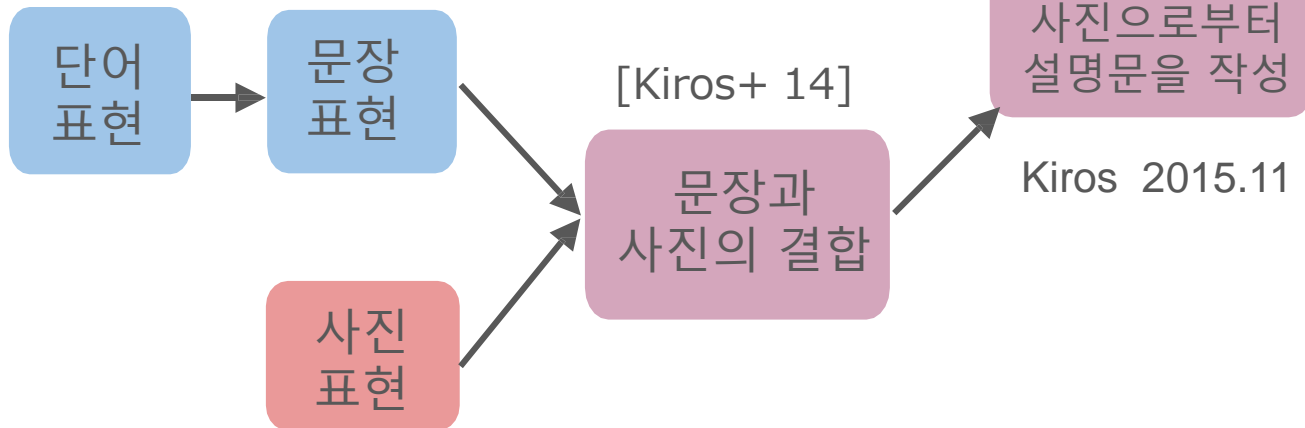 단어
표현
문장
표현
사진
표현
[Kiros+ 14]
문장과
사진의 결합
사진으로부터
설명문을 작성
Kiros 2015.11